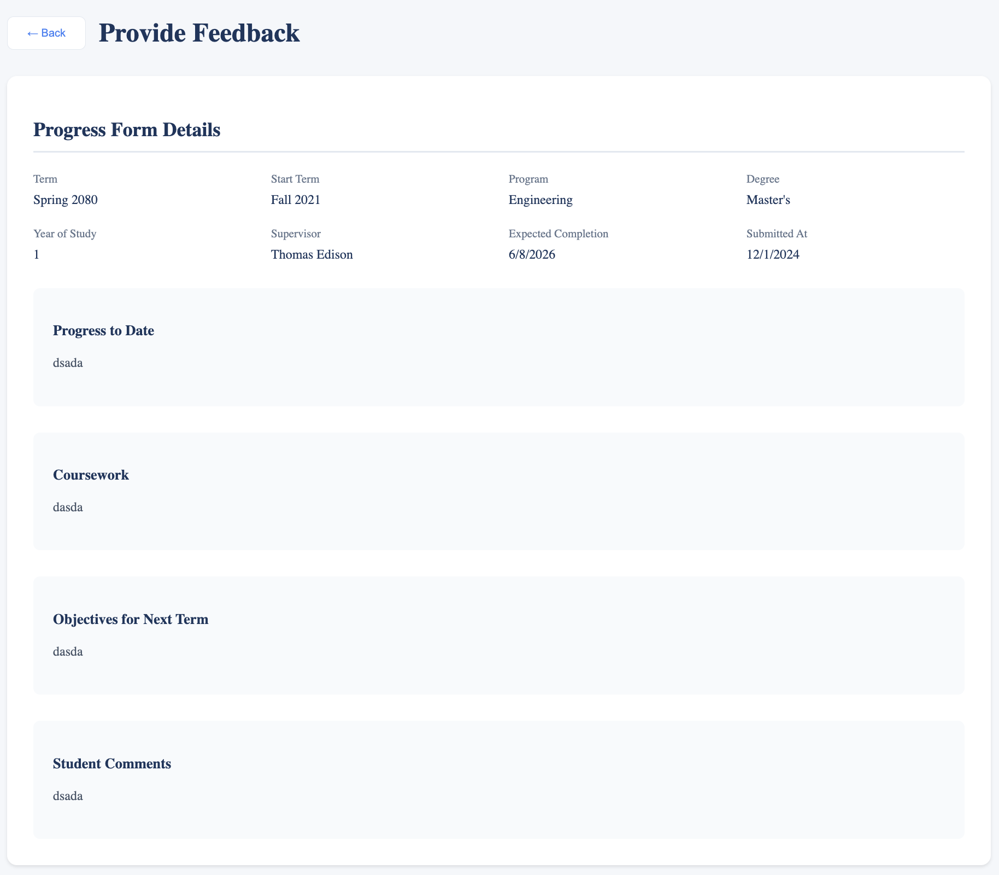 ← Back
Provide Feedback
Progress Form Details
Term
Start Term
Program
Degree
Spring 2080
Fall 2021
Engineering
Master's
Year of Study
Supervisor
Expected Completion
Submitted At
1
Thomas Edison
6/8/2026
12/1/2024
Progress to Date
dsada
Coursework
dasda
Objectives for Next Term
dasda
Student Comments
dsada